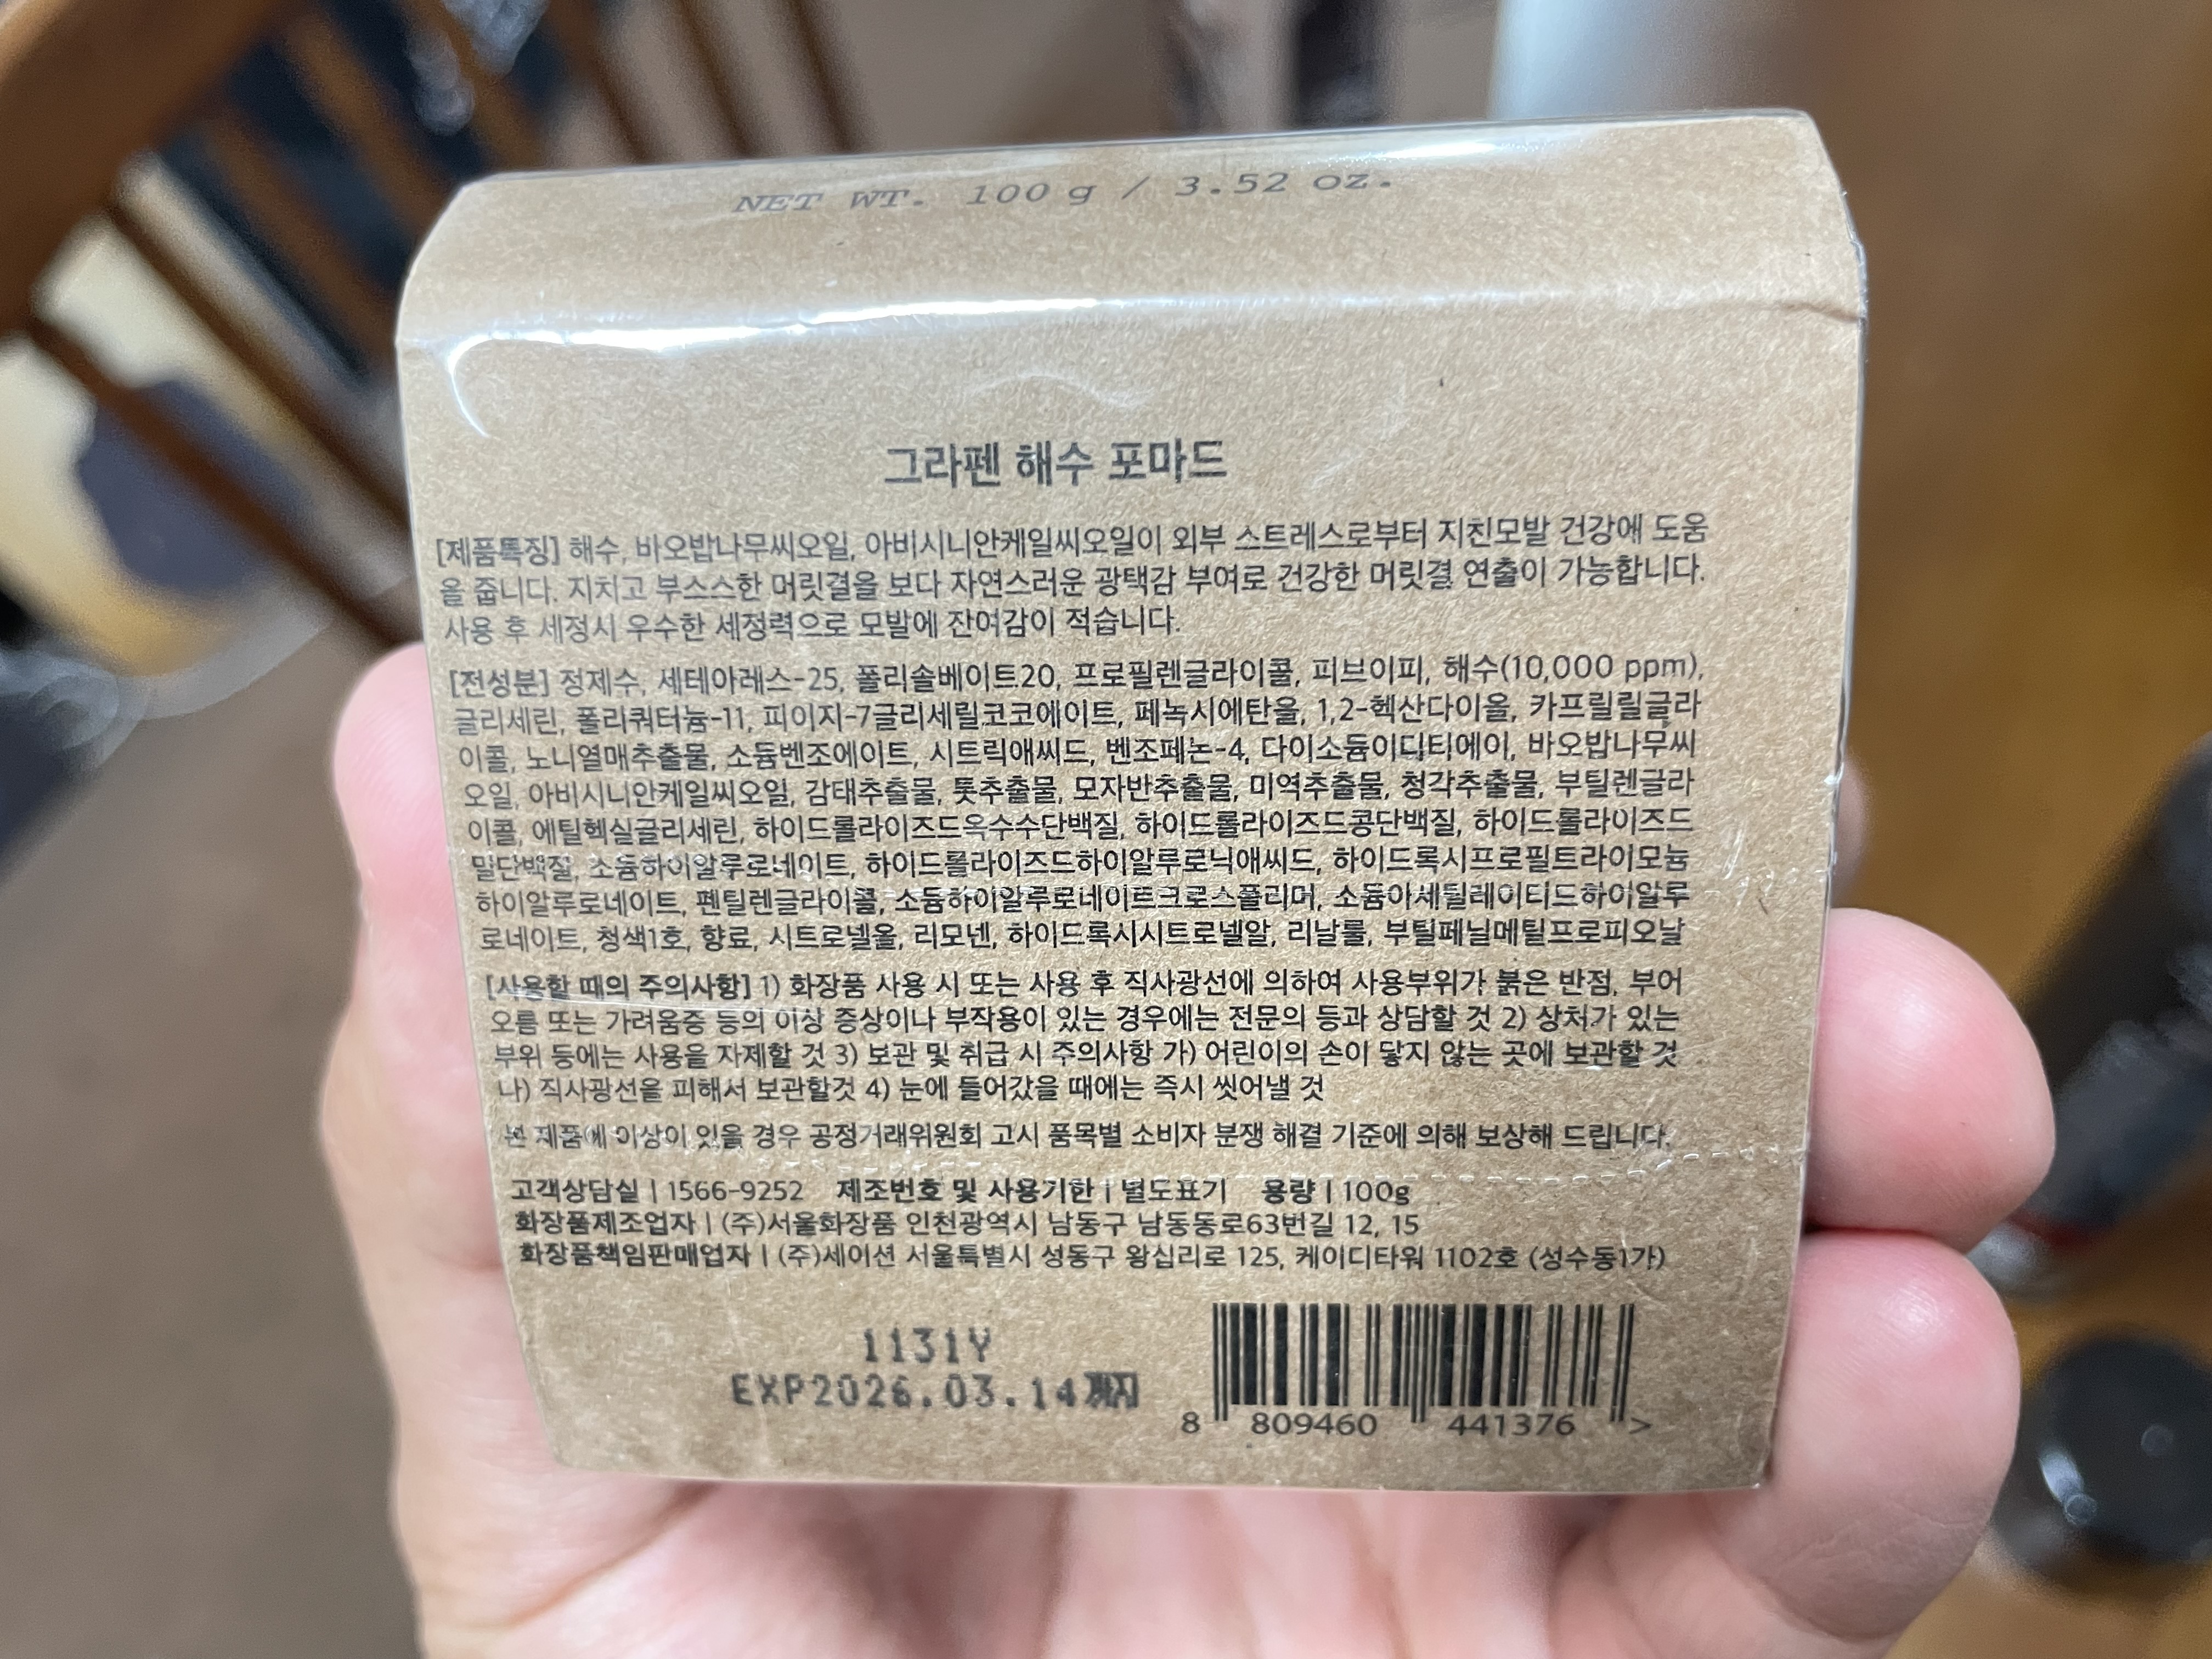 NET WT. 100 g / 3.52 oz.
그라펜 해수 포마드
[제품특징] 해수, 바오밥나무씨오일, 아비시니안케일씨오일이 외부 스트레스로부터 지친모발 건강에 도움
을 줍니다. 지치고 부스스한 머릿결을 보다 자연스러운 광택감 부여로 건강한 머릿결 연출이 가능합니다.
사용 후 세정시 우수한 세정력으로 모발에 잔여감이 적습니다.
[전성분] 정제수, 세테아레스-25, 폴리솔베이트20, 프로필렌글라이콜, 피브이피, 해수(10,000 ppm),
글리세린, 폴리쿼터늄-11, 피이지-7글리세릴코코에이트, 페녹시에탄올, 1,2-헥산다이올, 카프릴릴글라
이콜, 노니열매추출물, 소듐벤조에이트, 시트릭애씨드, 벤조페논-4, 다이소듐이디티에이, 바오밥나무씨
오일, 아비시니안케일씨오일, 감태추출물, 톳추출물, 모자반추출물, 미역추출물, 청각추출물, 부틸렌글라
이콜, 에틸헥실글리세린, 하이드롤라이즈드옥수수단백질, 하이드롤라이즈드콩단백질, 하이드롤라이즈드
밀단백질, 소듐하이알루로네이트, 하이드롤라이즈드하이알루로닉애씨드, 하이드록시프로필트라이모늄
하이알루로네이트, 펜틸렌글라이콜, 소듐하이알루로네이트크로스폴리머, 소듐아세틸레이티드하이알루
로네이트, 청색1호, 향료, 시트로넬올, 리모넨, 하이드록시시트로넬알, 리날룰, 부틸페닐메틸프로피오날
[사용할 때의 주의사항] 1) 화장품 사용 시 또는 사용 후 직사광선에 의하여 사용부위가 붉은 반점, 부어
오름 또는 가려움증 등의 이상 증상이나 부작용이 있는 경우에는 전문의 등과 상담할 것 2) 상처가 있는
부위 등에는 사용을 자제할 것 3) 보관 및 취급 시 주의사항 가) 어린이의 손이 닿지 않는 곳에 보관할 것
나) 직사광선을 피해서 보관할것 4) 눈에 들어갔을 때에는 즉시 씻어낼 것
본 제품에 이상이 있을 경우 공정거래위원회 고시 품목별 소비자 분쟁 해결 기준에 의해 보상해 드립니다.
고객상담실 | 1566-9252 제조번호 및 사용기한 | 별도표기 용량 | 100g
화장품제조업자 | (주)서울화장품 인천광역시 남동구 남동동로63번길 12, 15
화장품책임판매업자 | (주)세이션 서울특별시 성동구 왕십리로 125, 케이디타워 1102호 (성수동1가)
1131Y
EXP2026.03.14까지
8 809460 441376 >